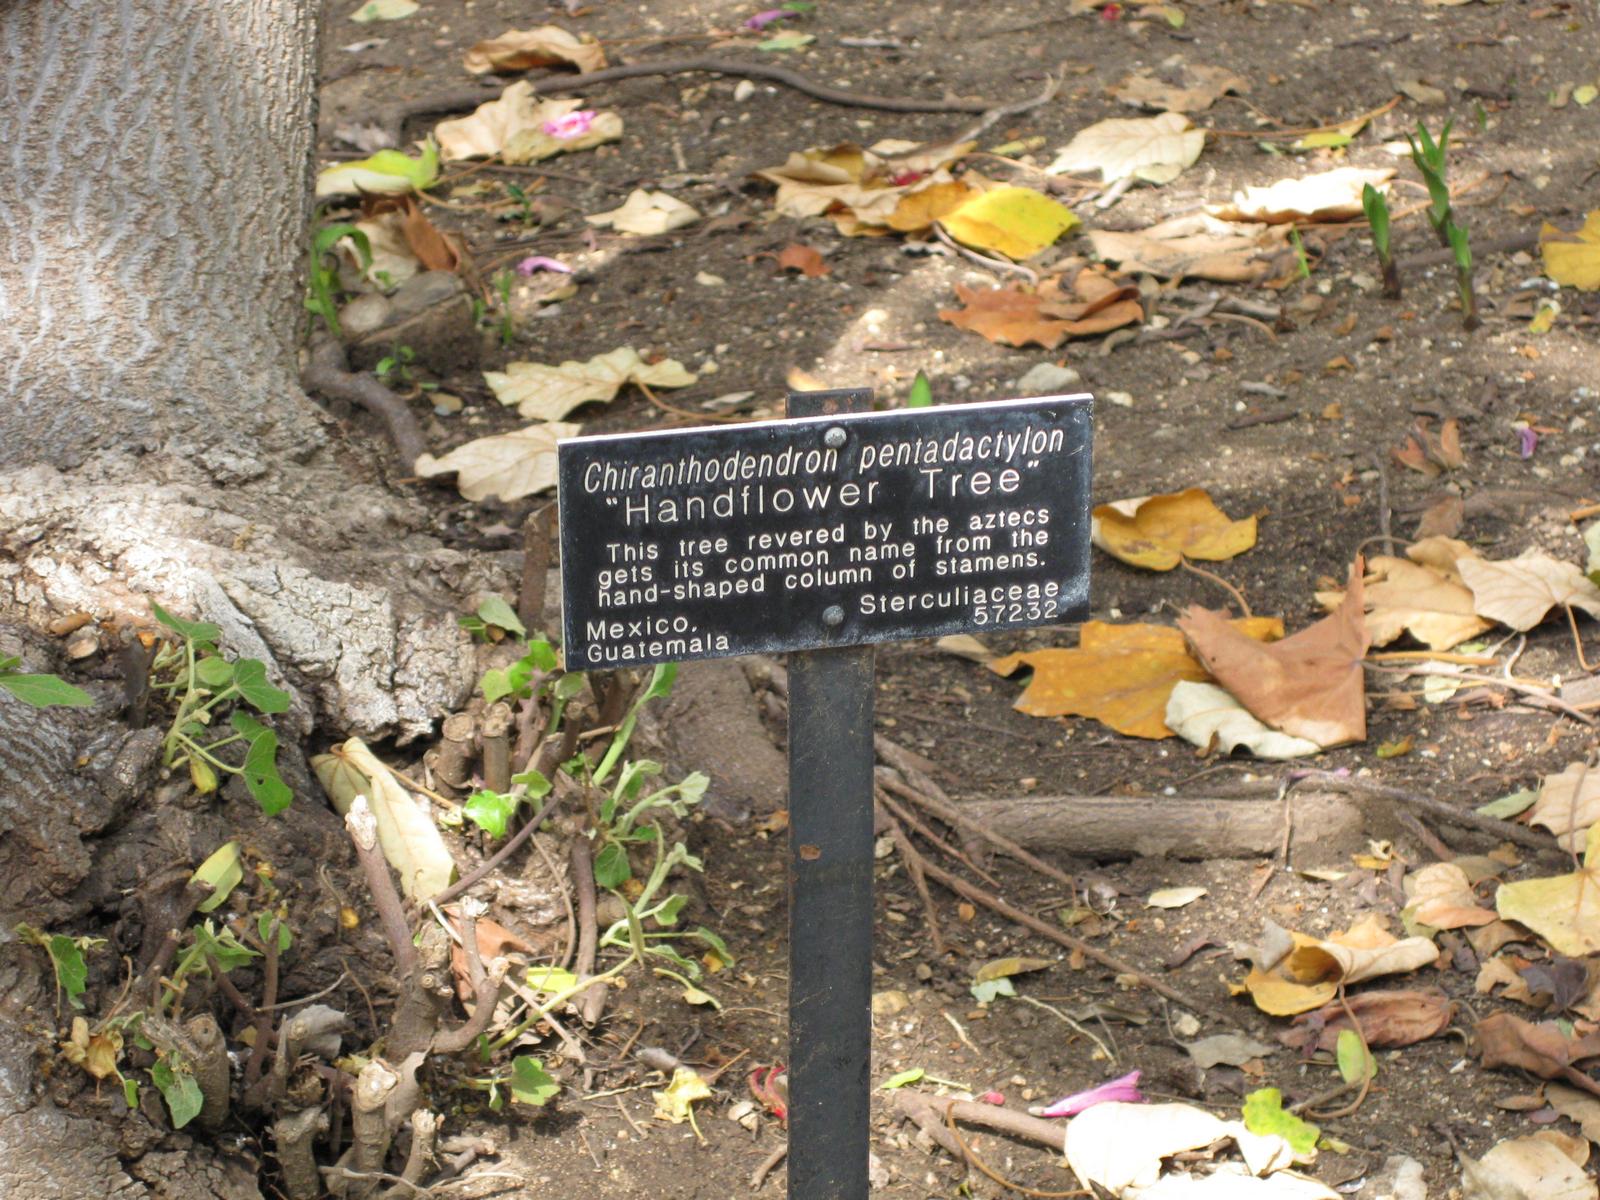 Chiranthodendron pentadactylon
"Handflower Tree"
This tree revered by the aztecs
gets its common name from the
hand-shaped column of stamens.
Sterculiaceae
57232
Mexico,
Guatemala